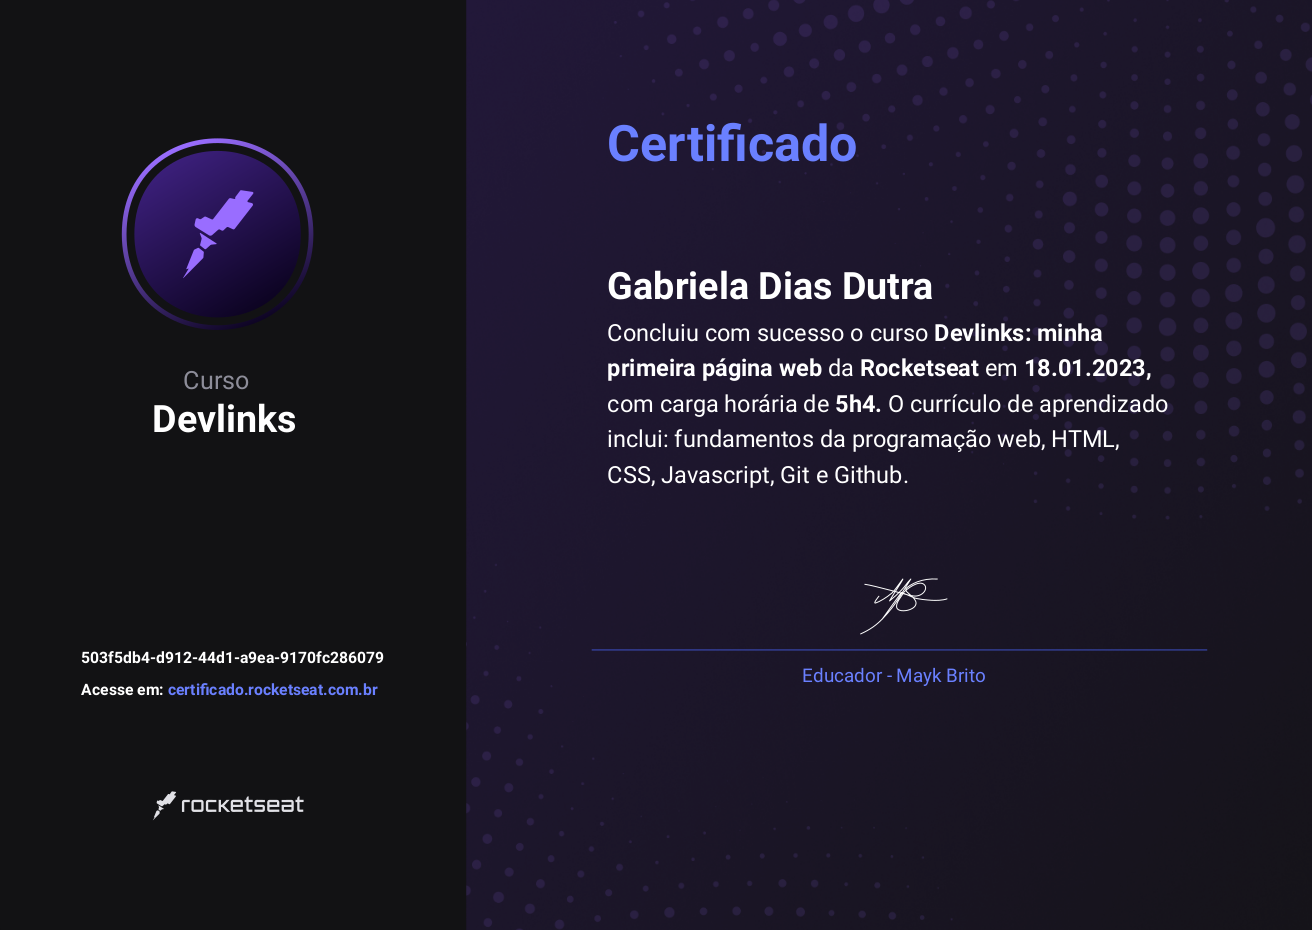 Curso
Devlinks
503f5db4-d912-44d1-a9ea-9170fc286079
Acesse em: certificado.rocketseat.com.br
rocketseat
Certificado
Gabriela Dias Dutra
Concluiu com sucesso o curso Devlinks: minha
primeira página web da Rocketseat em 18.01.2023,
com carga horária de 5h4. O currículo de aprendizado
inclui: fundamentos da programação web, HTML,
CSS, Javascript, Git e Github.
Educador - Mayk Brito